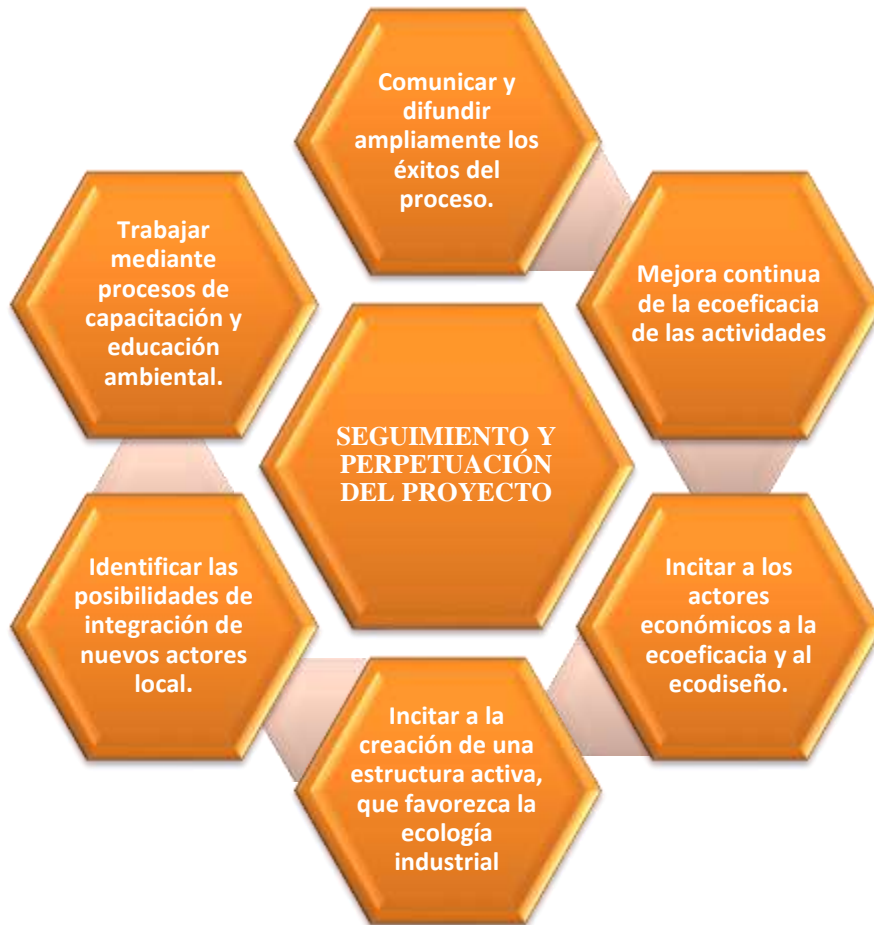 Comunicar y
difundir
ampliamente los
éxitos del
proceso.
Mejora continua
de la ecoeficacia
de las actividades
Incitar a los
actores
económicos a la
ecoeficacia y al
ecodiseño.
Incitar a la
creación de una
estructura activa,
que favorezca la
ecología
industrial
Identificar las
posibilidades de
integración de
nuevos actores
local.
Trabajar
mediante
procesos de
capacitación y
educación
ambiental.
SEGUIMIENTO Y
PERPETUACIÓN
DEL PROYECTO